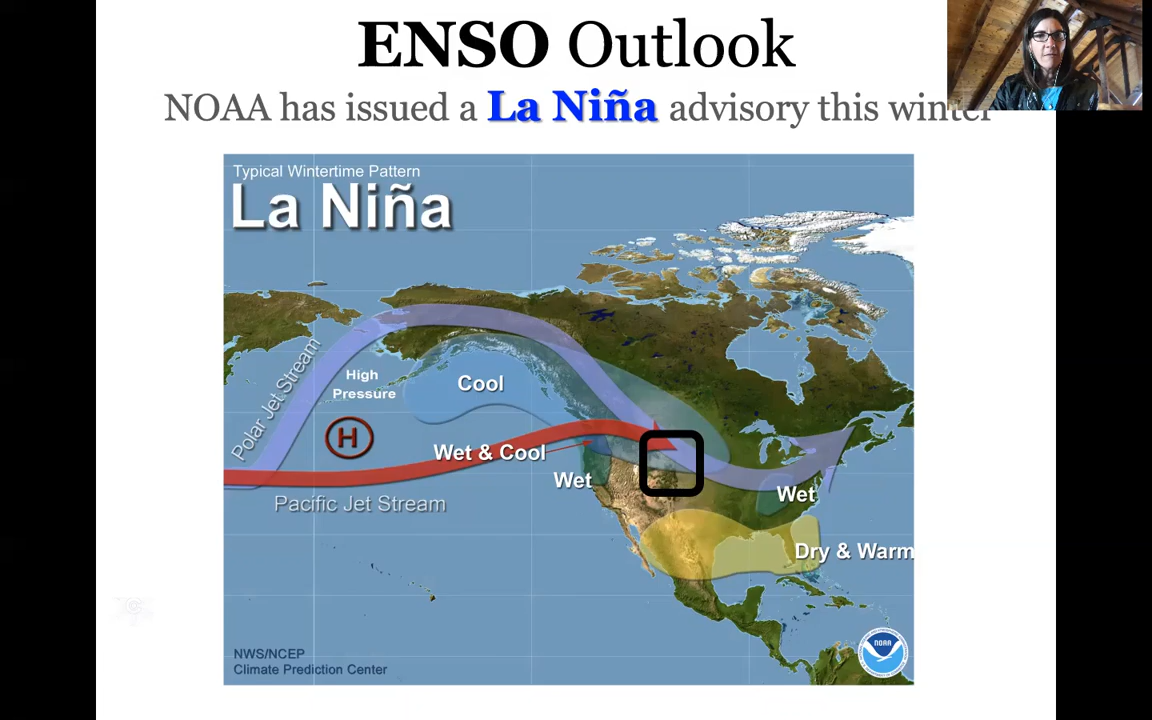 ENSO Outlook
NOAA has issued a La Niña advisory this winter
Typical Wintertime Pattern
La Niña
Polar Jet Stream
High
Pressure
H
Cool
Wet & Cool
Wet
Pacific Jet Stream
Wet
Dry & Warm
NWS/NCEP
Climate Prediction Center
NOAA